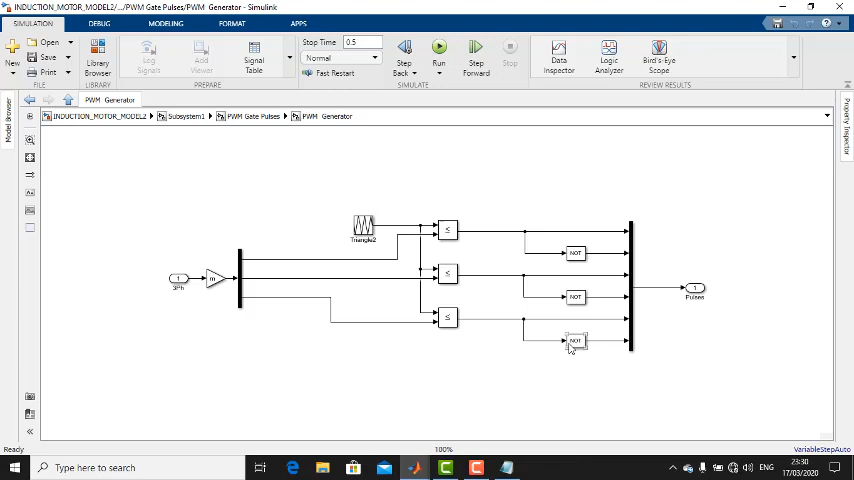 INDUCTION_MOTOR_MODEL2/.../PWM Gate Pulses/PWM  Generator - Simulink
SIMULATION DEBUG MODELING FORMAT APPS
New
Open
Save
Print
FILE
Library
Browser
Log
Signals
Add
Viewer
Signal
Table
PREPARE
Stop Time 0.5
Normal
Fast Restart
Step
Back
Run
Step
Forward
Stop
SIMULATE
Data
Inspector
Logic
Analyzer
Bird's-Eye
Scope
REVIEW RESULTS
PWM  Generator
INDUCTION_MOTOR_MODEL2 Subsystem1 PWM Gate Pulses PWM  Generator
Model Browser
Property Inspector
Triangle2
≤
NOT
1
3Ph
m
≤
NOT
1
Pulses
≤
NOT
Ready 100% VariableStepAuto
Type here to search
ENG
23:30
17/03/2020